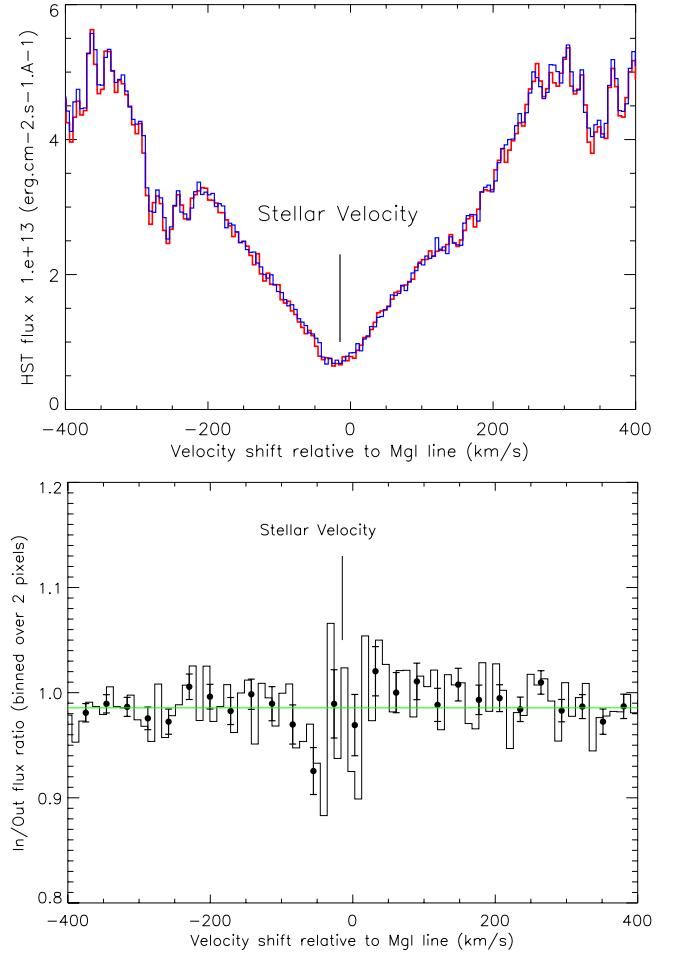 6
4
2
0
HST flux x 1.e+13 (erg.cm-2.s-1.A-1)
Stellar Velocity
-400 -200 0 200 400
Velocity shift relative to MgI line (km/s)
1.2
1.1
1.0
0.9
0.8
In/Out flux ratio (binned over 2 pixels)
Stellar Velocity
-400 -200 0 200 400
Velocity shift relative to MgI line (km/s)